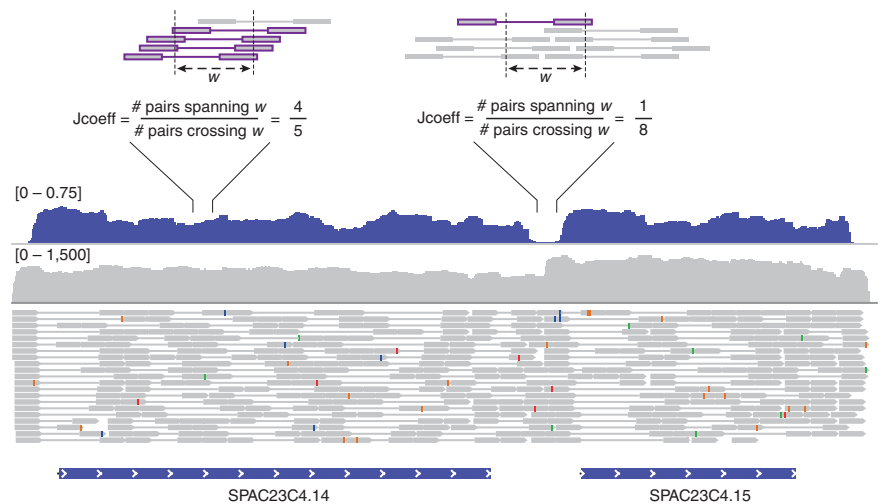 w
w
Jcoeff = # pairs spanning w / # pairs crossing w = 4 / 5
Jcoeff = # pairs spanning w / # pairs crossing w = 1 / 8
[0 – 0.75]
[0 – 1,500]
SPAC23C4.14
SPAC23C4.15